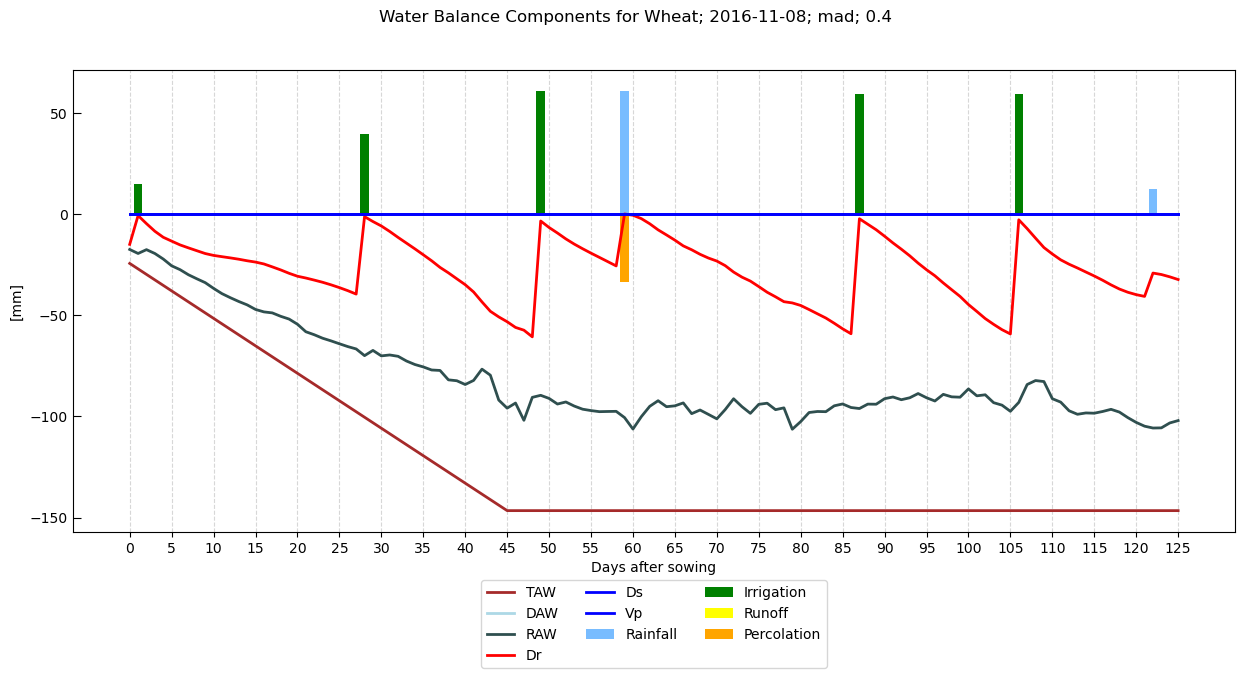 Water Balance Components for Wheat; 2016-11-08; mad; 0.4
50
0
−50
−100
−150
[mm]
0 5 10 15 20 25 30 35 40 45 50 55 60 65 70 75 80 85 90 95 100 105 110 115 120 125
Days after sowing
TAW Ds Irrigation
DAW Vp Runoff
RAW Rainfall Percolation
Dr